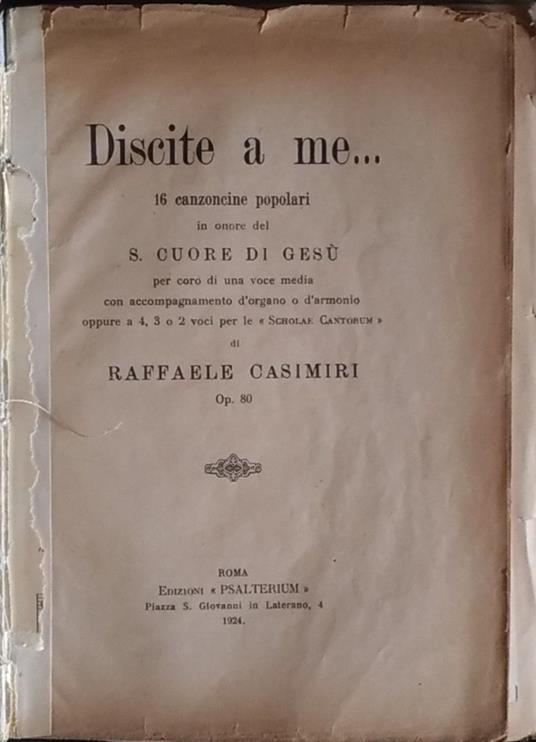 Discite a me...
16 canzoncine popolari
in onore del
S. CUORE DI GESÙ
per coro di una voce media
con accompagnamento d'organo o d'armonio
oppure a 4, 3 o 2 voci per le « SCHOLAE CANTORUM »
di
RAFFAELE CASIMIRI
Op. 80
ROMA
EDIZIONI « PSALTERIUM »
Piazza S. Giovanni in Laterano, 4
1924.